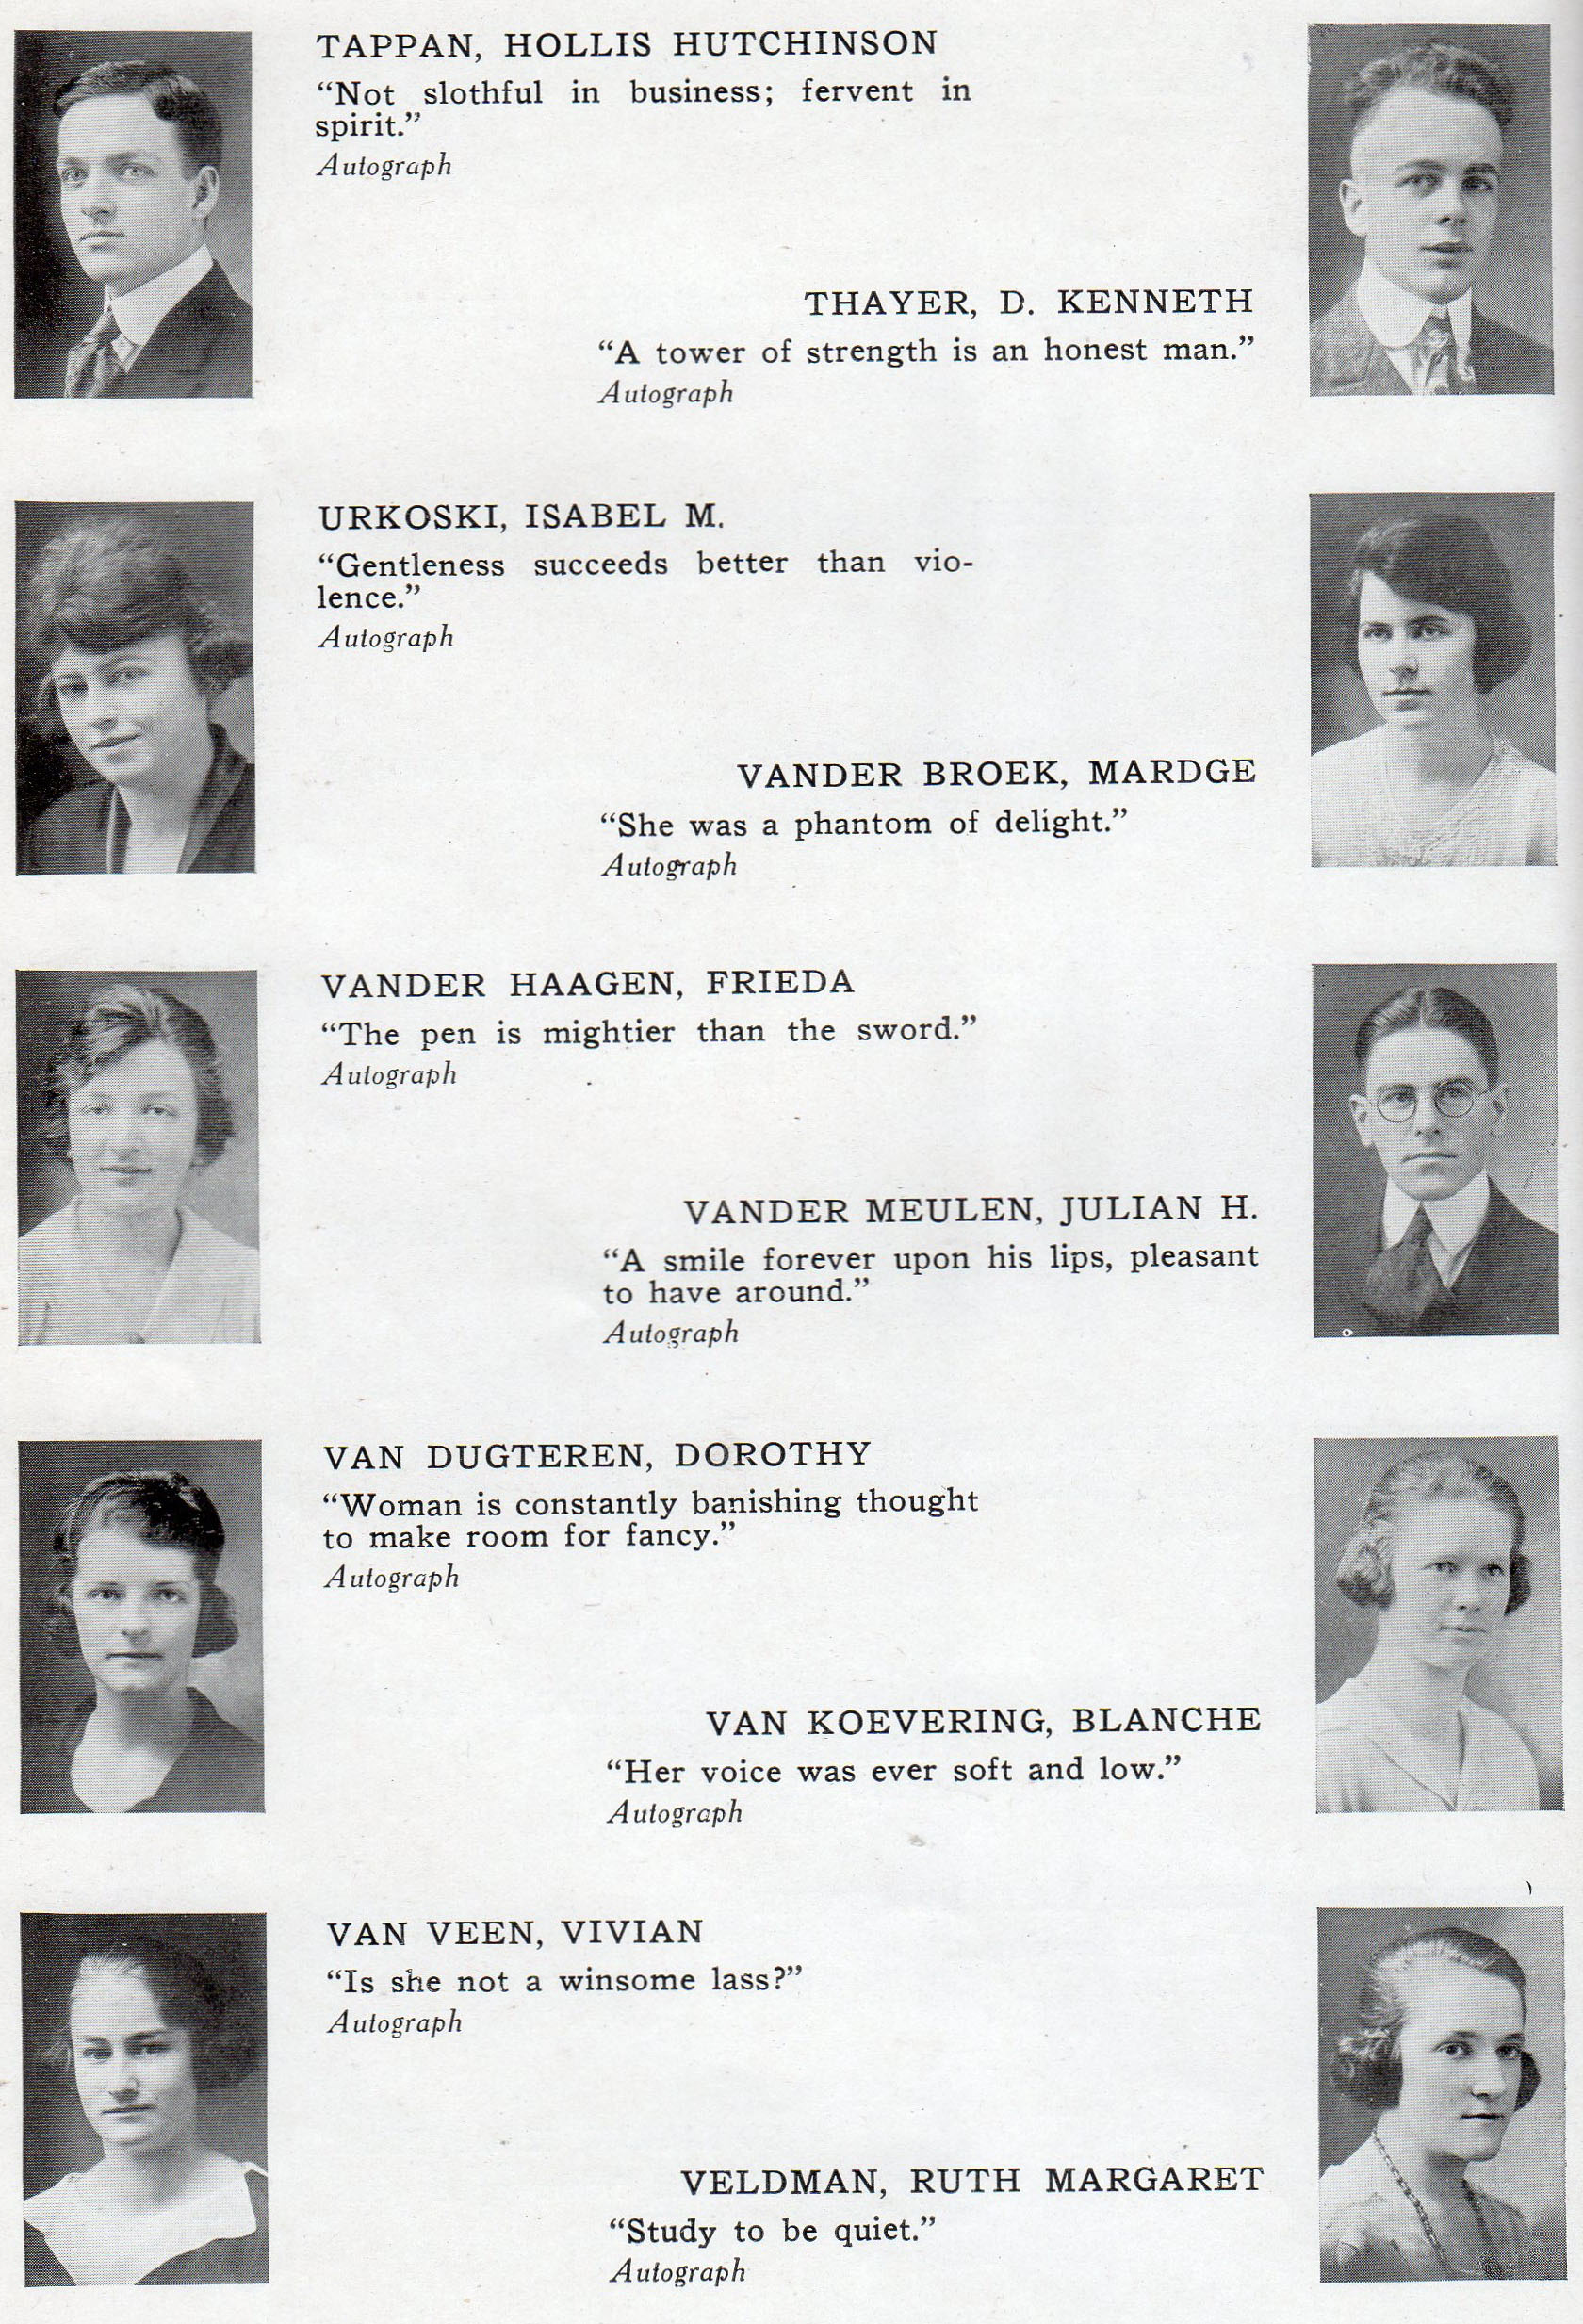 TAPPAN, HOLLIS HUTCHINSON
“Not slothful in business; fervent in
spirit.”
Autograph
THAYER, D. KENNETH
“A tower of strength is an honest man.”
Autograph
URKOSKI, ISABEL M.
“Gentleness succeeds better than vio-
lence.”
Autograph
VANDER BROEK, MARDGE
“She was a phantom of delight.”
Autograph
VANDER HAAGEN, FRIEDA
“The pen is mightier than the sword.”
Autograph
VANDER MEULEN, JULIAN H.
“A smile forever upon his lips, pleasant
to have around.”
Autograph
VAN DUGTEREN, DOROTHY
“Woman is constantly banishing thought
to make room for fancy.”
Autograph
VAN KOEVERING, BLANCHE
“Her voice was ever soft and low.”
Autograph
VAN VEEN, VIVIAN
“Is she not a winsome lass?”
Autograph
VELDMAN, RUTH MARGARET
“Study to be quiet.”
Autograph